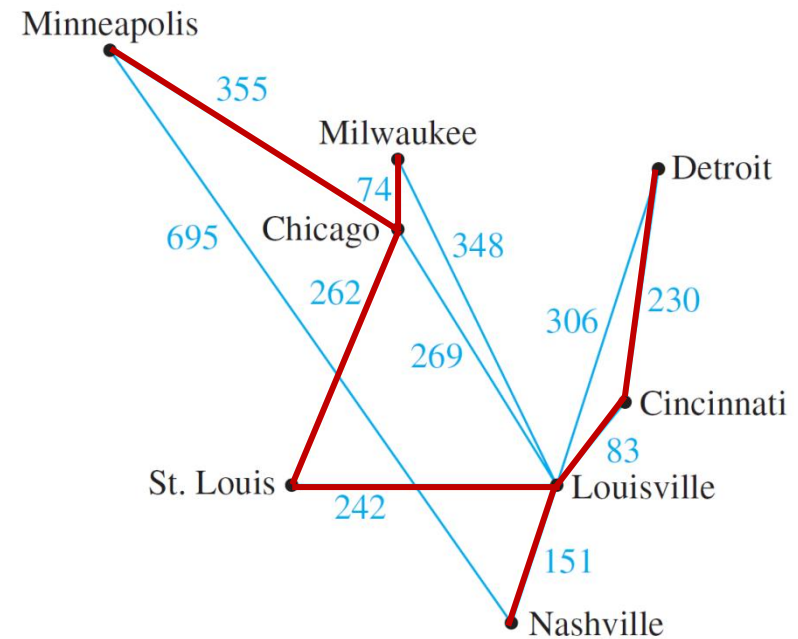 Minneapolis
355
Milwaukee
74
Detroit
Chicago
695
348
262
306
230
269
Cincinnati
83
St. Louis
Louisville
242
151
Nashville